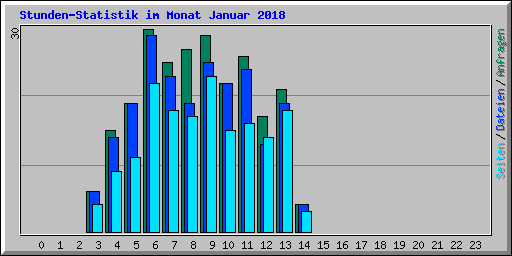 Stunden-Statistik im Monat Januar 2018
30
Seiten / Dateien / Anfragen
0 1 2 3 4 5 6 7 8 9 10 11 12 13 14 15 16 17 18 19 20 21 22 23